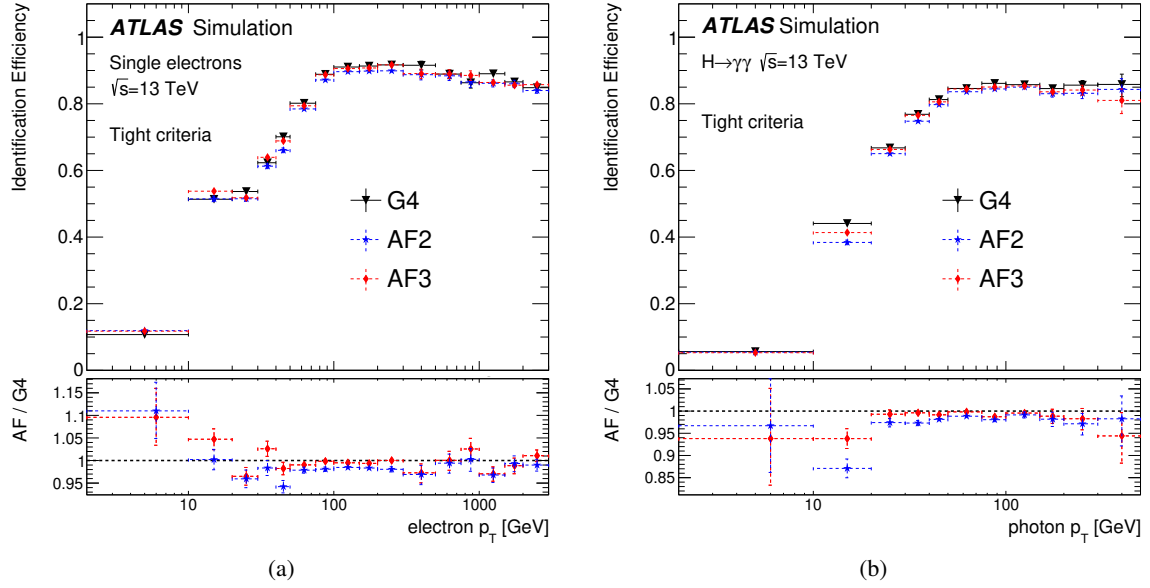 ATLAS Simulation
Single electrons
√s=13 TeV
Tight criteria
G4
AF2
AF3
Identification Efficiency
1
0.8
0.6
0.4
0.2
0
AF / G4
1.15
1.1
1.05
1
0.95
10 100 1000
electron p_T [GeV]
(a)
ATLAS Simulation
H→γγ √s=13 TeV
Tight criteria
G4
AF2
AF3
Identification Efficiency
1
0.8
0.6
0.4
0.2
0
AF / G4
1.05
1
0.95
0.9
0.85
10 100
photon p_T [GeV]
(b)